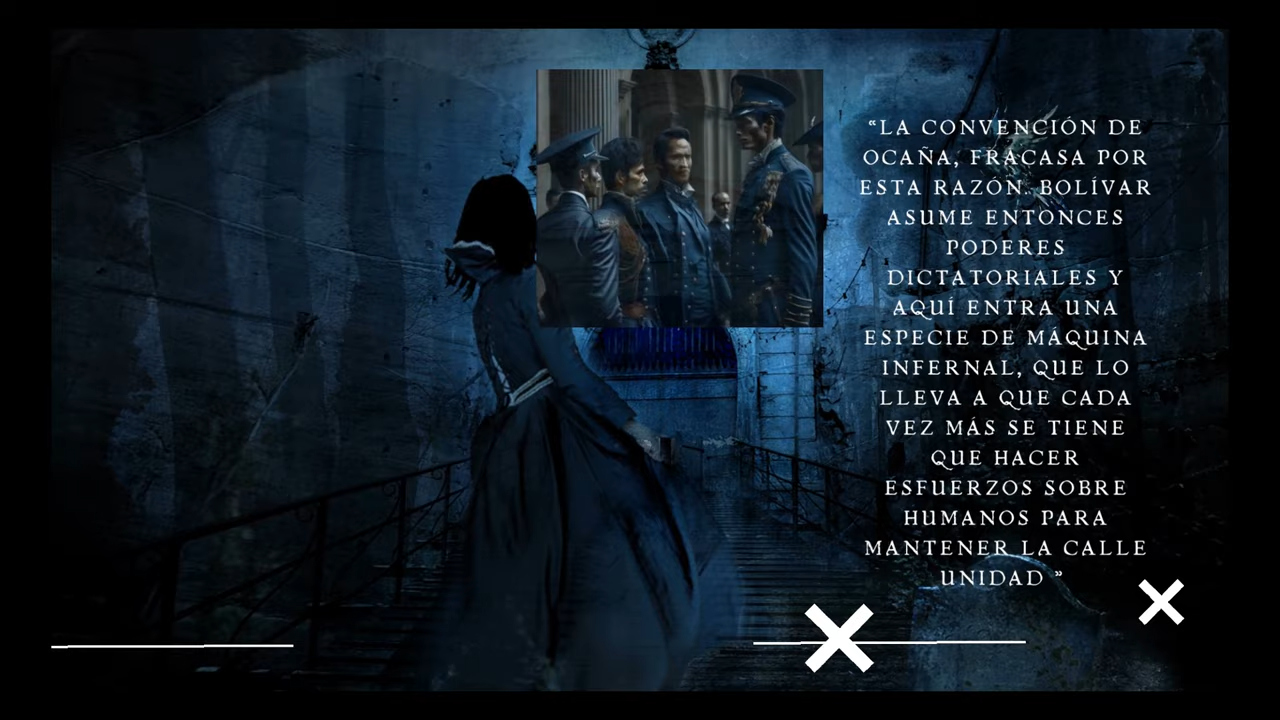 “LA CONVENCIÓN DE
OCAÑA, FRACASA POR
ESTA RAZÓN. BOLÍVAR
ASUME ENTONCES
PODERES
DICTATORIALES Y
AQUÍ ENTRA UNA
ESPECIE DE MÁQUINA
INFERNAL, QUE LO
LLEVA A QUE CADA
VEZ MÁS SE TIENE
QUE HACER
ESFUERZOS SOBRE
HUMANOS PARA
MANTENER LA CALLE
UNIDAD ”